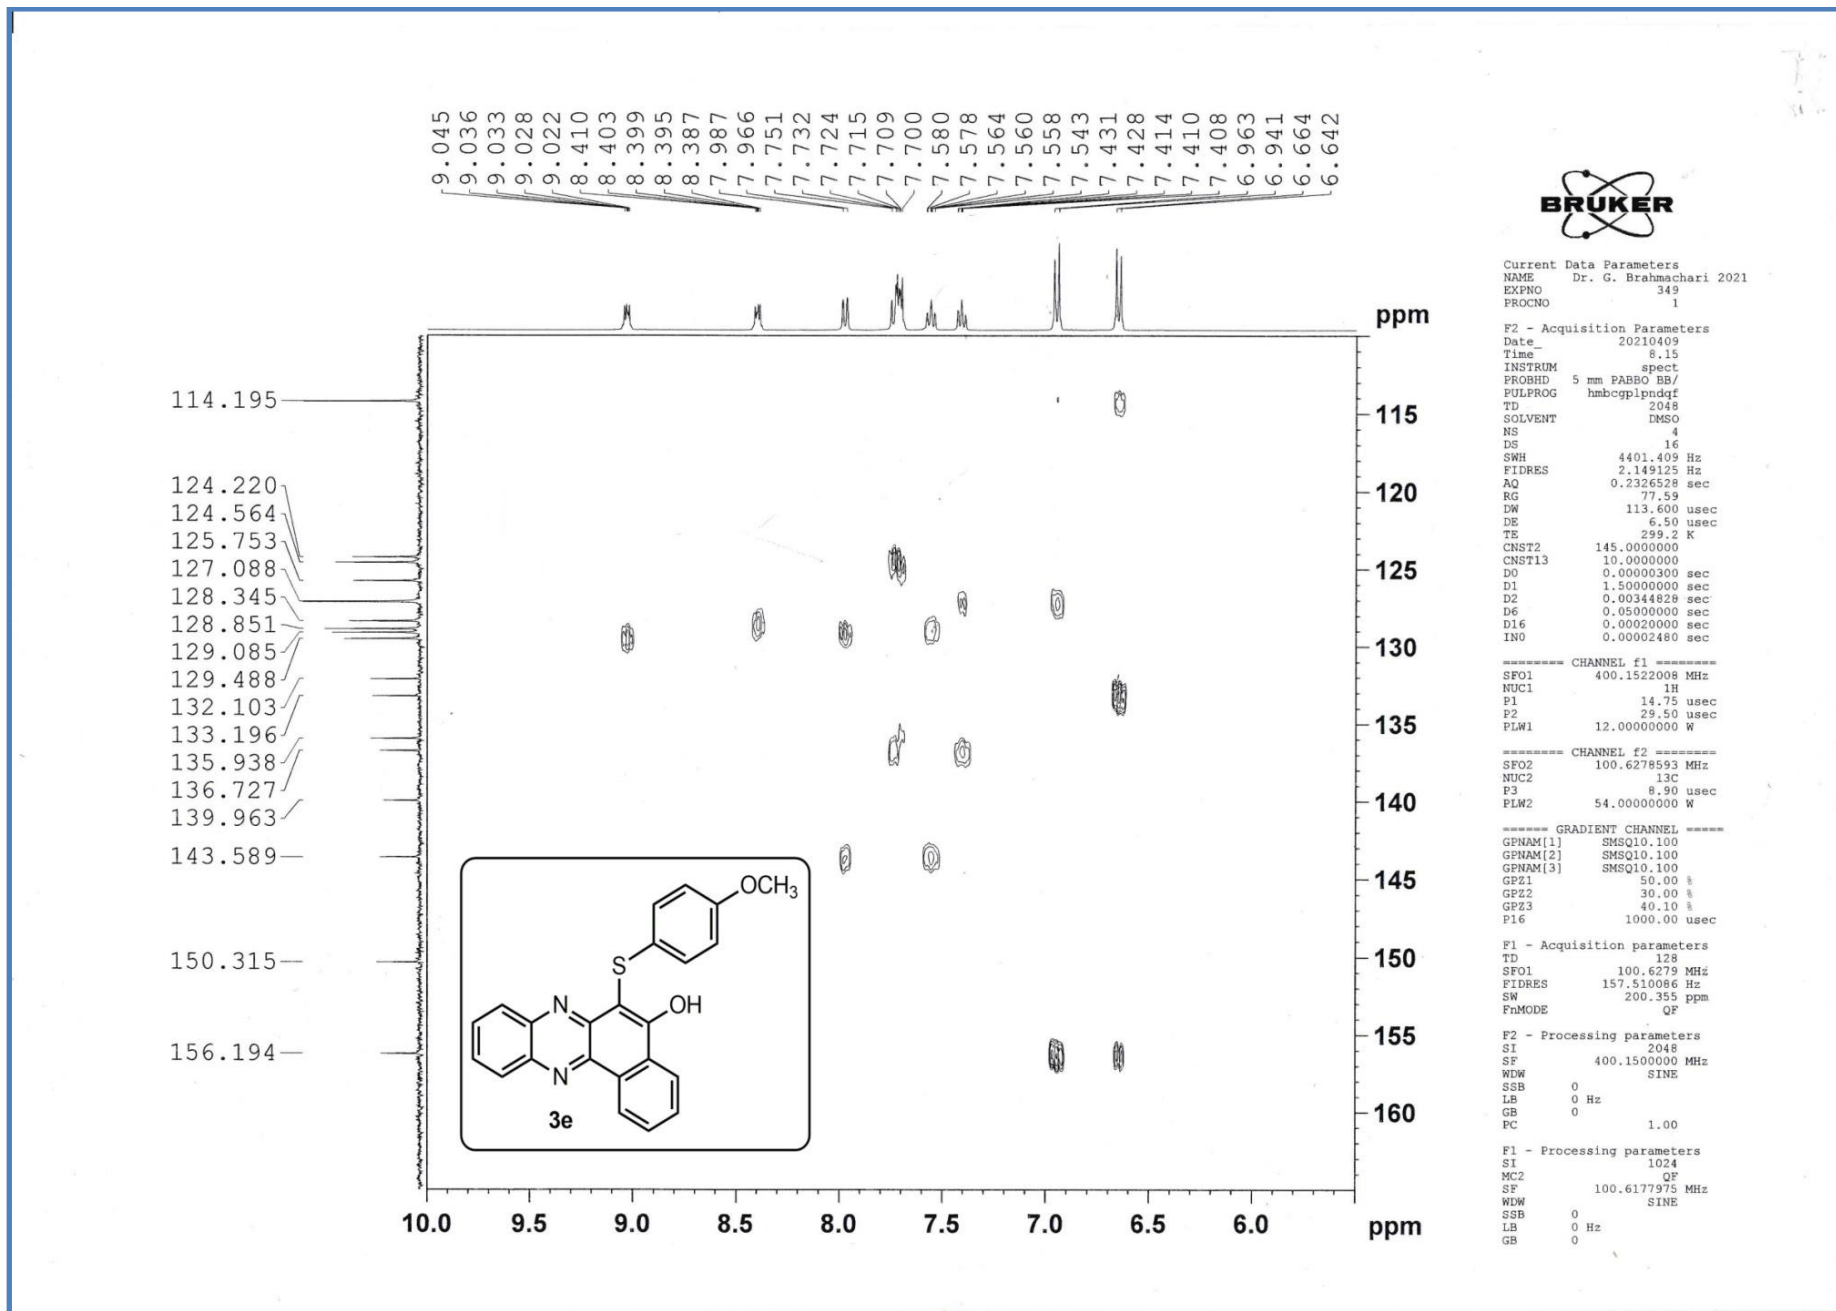 9.045
9.036
9.033
9.028
9.022
8.410
8.403
8.399
8.395
8.387
7.987
7.966
7.751
7.732
7.724
7.715
7.709
7.700
7.580
7.578
7.564
7.560
7.558
7.543
7.431
7.428
7.414
7.410
7.408
6.963
6.941
6.664
6.642
114.195
124.220
124.564
125.753
127.088
128.345
128.851
129.085
129.488
132.103
133.196
135.938
136.727
139.963
143.589
150.315
156.194
ppm
115
120
125
130
135
140
145
150
155
160
10.0 9.5 9.0 8.5 8.0 7.5 7.0 6.5 6.0 ppm
OCH3
S
N
OH
N
3e
BRUKER
Current Data Parameters
NAME Dr. G. Brahmachari 2021
EXPNO 349
PROCNO 1
F2 - Acquisition Parameters
Date_ 20210409
Time 8.15
INSTRUM spect
PROBHD 5 mm PABBO BB/
PULPROG hmbcgplpndqf
TD 2048
SOLVENT DMSO
NS 4
DS 16
SWH 4401.409 Hz
FIDRES 2.149125 Hz
AQ 0.2326528 sec
RG 77.59
DW 113.600 usec
DE 6.50 usec
TE 299.2 K
CNST2 145.0000000
CNST13 10.0000000
D0 0.00000300 sec
D1 1.50000000 sec
D2 0.00344828 sec
D6 0.05000000 sec
D16 0.00020000 sec
IN0 0.00002480 sec
======== CHANNEL f1 ========
SFO1 400.1522008 MHz
NUC1 1H
P1 14.75 usec
P2 29.50 usec
PLW1 12.00000000 W
======== CHANNEL f2 ========
SFO2 100.6278593 MHz
NUC2 13C
P3 8.90 usec
PLW2 54.00000000 W
====== GRADIENT CHANNEL =====
GPNAM[1] SMSQ10.100
GPNAM[2] SMSQ10.100
GPNAM[3] SMSQ10.100
GPZ1 50.00 %
GPZ2 30.00 %
GPZ3 40.10 %
P16 1000.00 usec
F1 - Acquisition parameters
TD 128
SFO1 100.6279 MHz
FIDRES 157.510086 Hz
SW 200.355 ppm
FnMODE QF
F2 - Processing parameters
SI 2048
SF 400.1500000 MHz
WDW SINE
SSB 0
LB 0 Hz
GB 0
PC 1.00
F1 - Processing parameters
SI 1024
MC2 QF
SF 100.6177975 MHz
WDW SINE
SSB 0
LB 0 Hz
GB 0